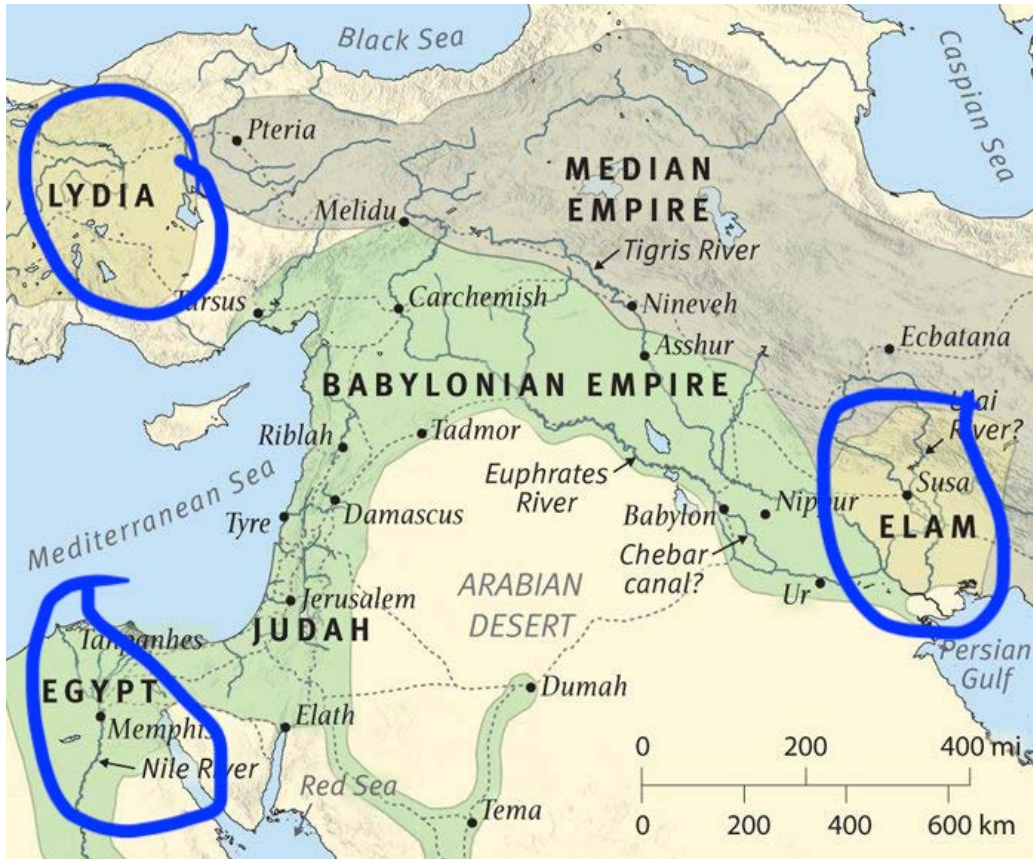 Black Sea
Caspian Sea
Pteria
LYDIA
MEDIAN
EMPIRE
Melidu
Tigris River
Tarsus
Carchemish
Nineveh
Ecbatana
Asshur
BABYLONIAN EMPIRE
Ulai
River?
Riblah
Tadmor
Euphrates
River
Susa
Mediterranean Sea
Tyre
Damascus
Babylon
Nippur
ELAM
Chebar
canal?
Ur
ARABIAN
DESERT
Jerusalem
JUDAH
Tahpanhes
Persian
Gulf
EGYPT
Dumah
Memphis
Elath
Nile River
Red Sea
Tema
0 200 400 mi
0 200 400 600 km